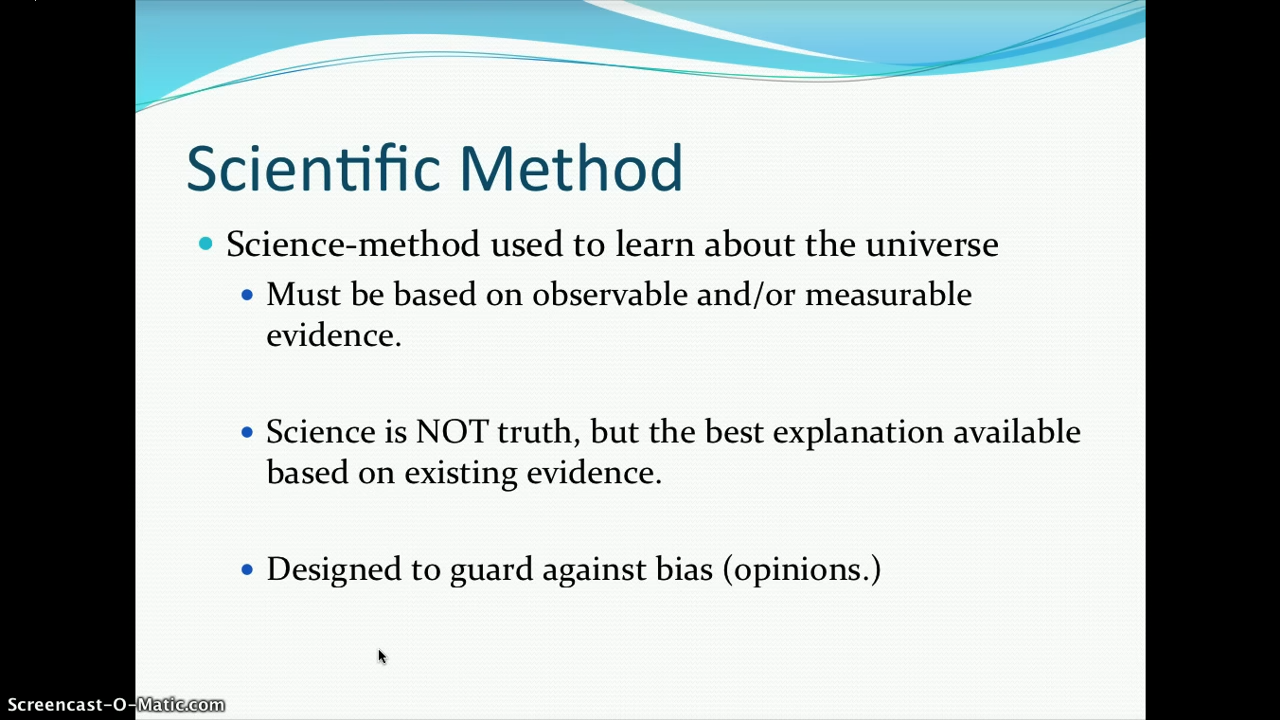 Scientific Method
Science-method used to learn about the universe
Must be based on observable and/or measurable
evidence.
Science is NOT truth, but the best explanation available
based on existing evidence.
Designed to guard against bias (opinions.)
Screencast-O-Matic.com